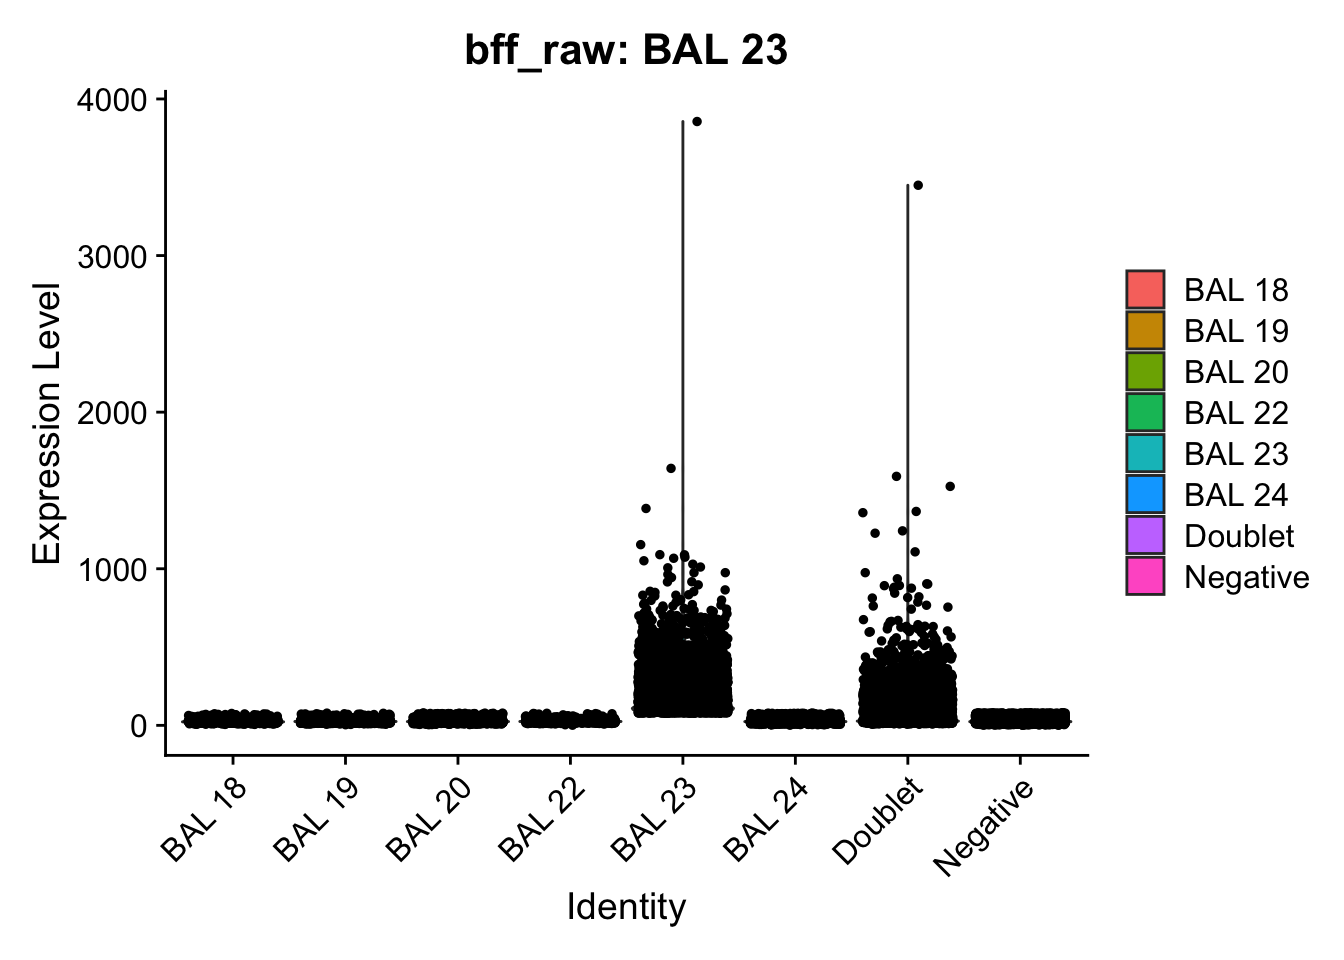 bff_raw: BAL 23
Expression Level
4000
3000
2000
1000
0
BAL 18
BAL 19
BAL 20
BAL 22
BAL 23
BAL 24
Doublet
Negative
Identity
BAL 18
BAL 19
BAL 20
BAL 22
BAL 23
BAL 24
Doublet
Negative